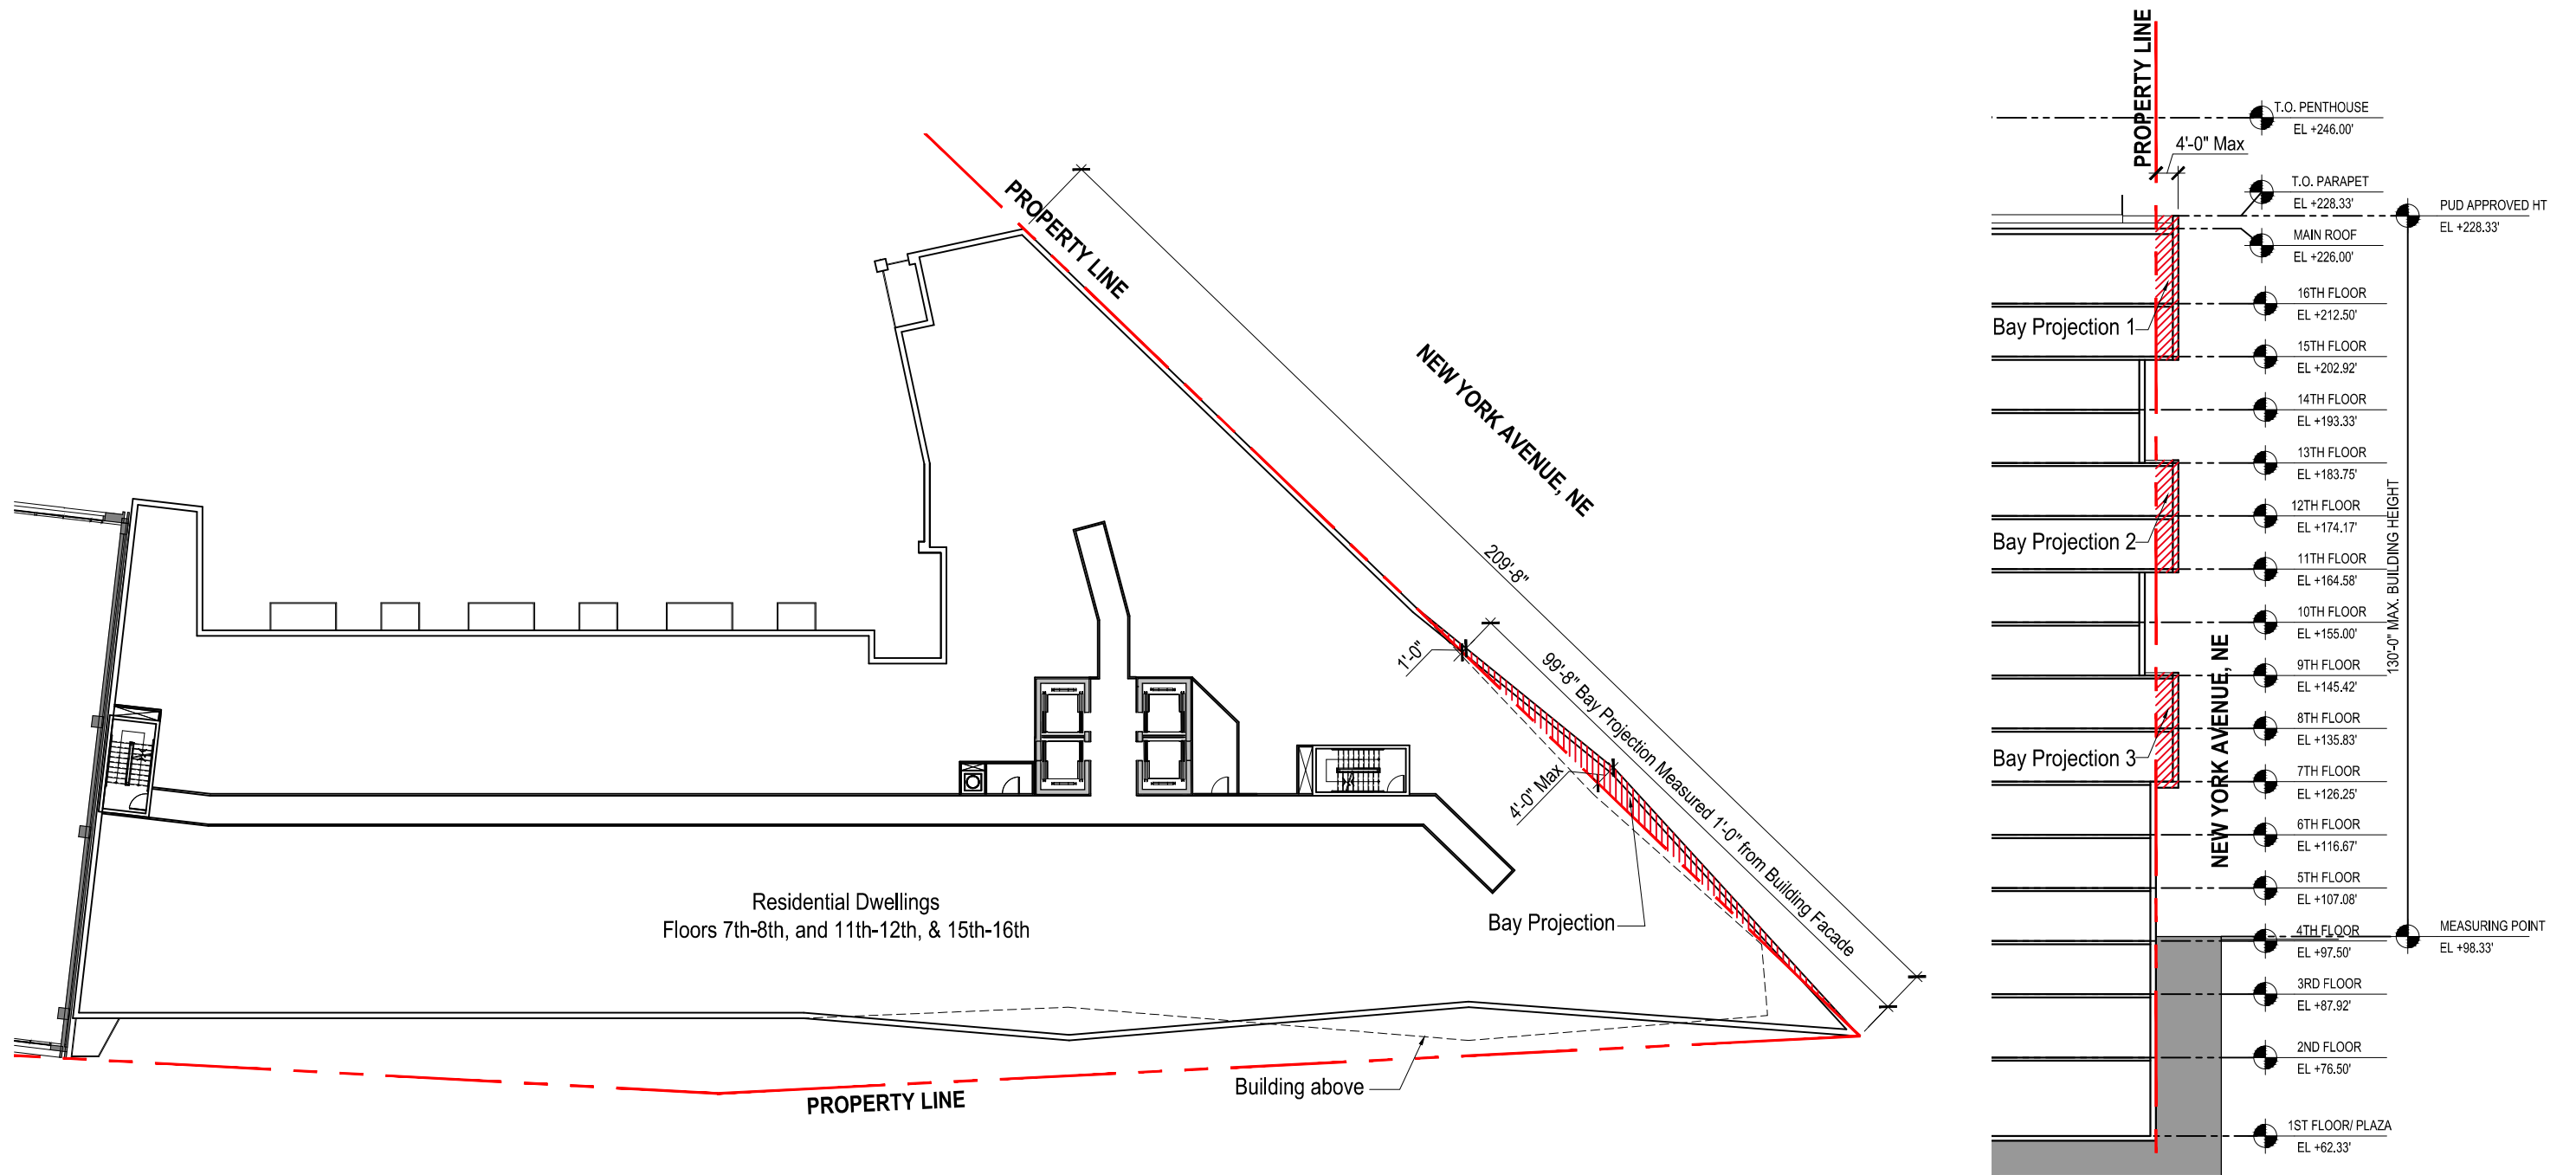 PROPERTY LINE
NEW YORK AVENUE, NE
209'-8"
1'-0"
99'-8" Bay Projection Measured 1'-0" from Building Facade
4'-0" Max
Bay Projection
Residential Dwellings
Floors 7th-8th, and 11th-12th, & 15th-16th
Building above
PROPERTY LINE
PROPERTY LINE
4'-0" Max
T.O. PENTHOUSE
EL +246.00'
T.O. PARAPET
EL +228.33'
PUD APPROVED HT
EL +228.33'
MAIN ROOF
EL +226.00'
16TH FLOOR
EL +212.50'
Bay Projection 1
15TH FLOOR
EL +202.92'
14TH FLOOR
EL +193.33'
13TH FLOOR
EL +183.75'
12TH FLOOR
EL +174.17'
Bay Projection 2
11TH FLOOR
EL +164.58'
10TH FLOOR
EL +155.00'
130'-0" MAX. BUILDING HEIGHT
NEW YORK AVENUE, NE
9TH FLOOR
EL +145.42'
8TH FLOOR
EL +135.83'
Bay Projection 3
7TH FLOOR
EL +126.25'
6TH FLOOR
EL +116.67'
5TH FLOOR
EL +107.08'
4TH FLOOR
EL +97.50'
MEASURING POINT
EL +98.33'
3RD FLOOR
EL +87.92'
2ND FLOOR
EL +76.50'
1ST FLOOR/ PLAZA
EL +62.33'